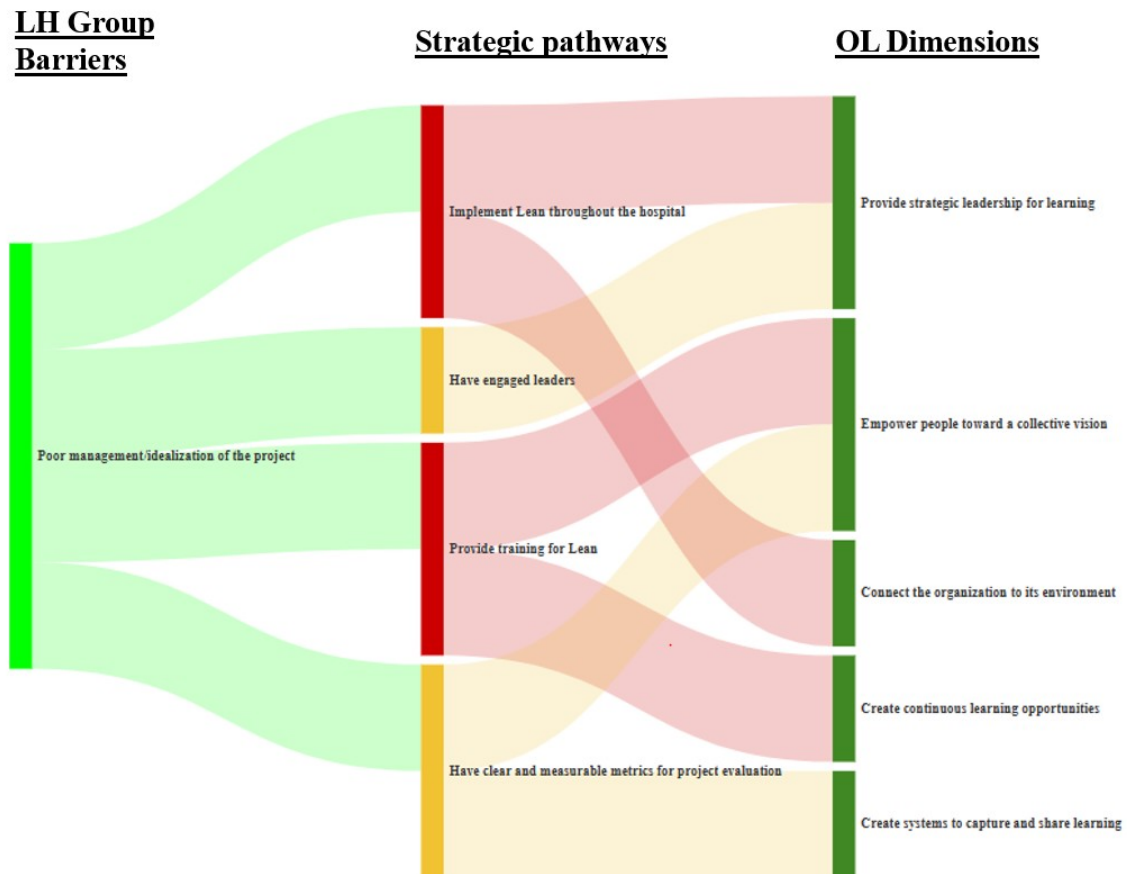 LH Group
Barriers
Strategic pathways
OL Dimensions
Provide strategic leadership for learning
Implement Lean throughout the hospital
Have engaged leaders
Empower people toward a collective vision
Poor management/idealization of the project
Provide training for Lean
Connect the organization to its environment
Create continuous learning opportunities
Have clear and measurable metrics for project evaluation
Create systems to capture and share learning